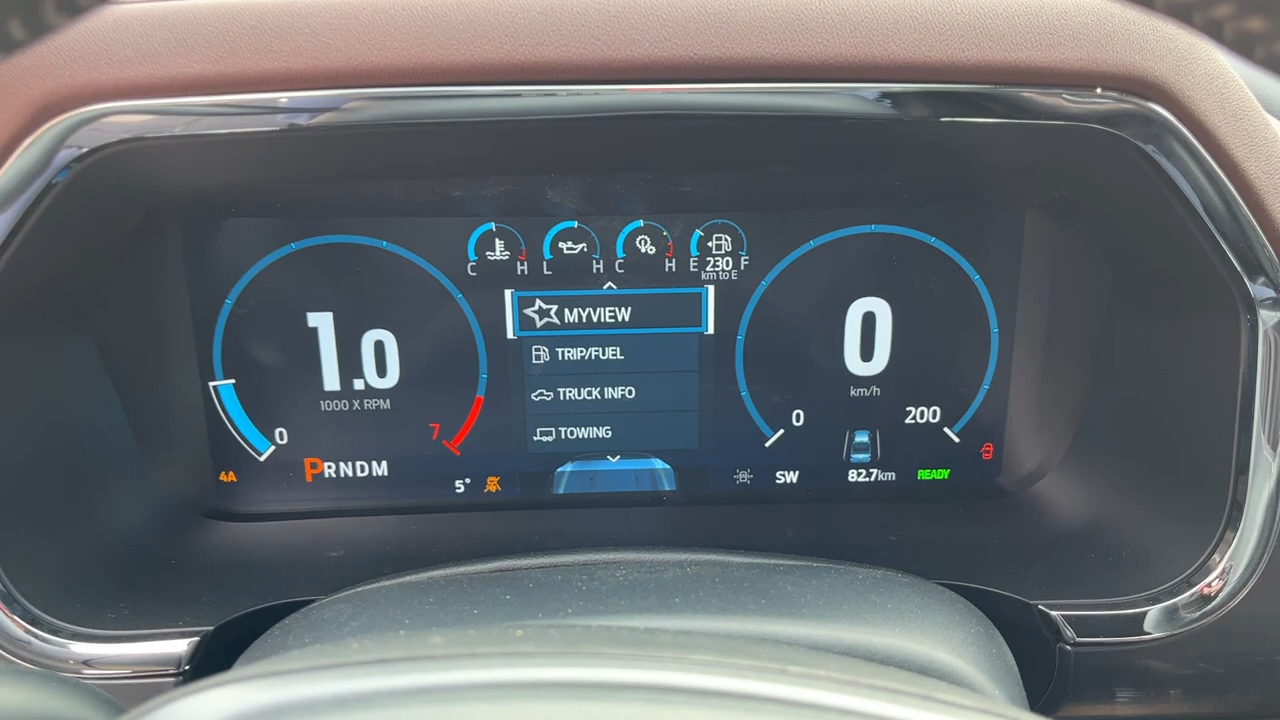 C H
L H
C H
E 230 F
km to E
MYVIEW
TRIP/FUEL
TRUCK INFO
TOWING
1.0
1000 X RPM
0
7
4A
PRNDM
5°
0
km/h
0
200
SW
82.7km
READY